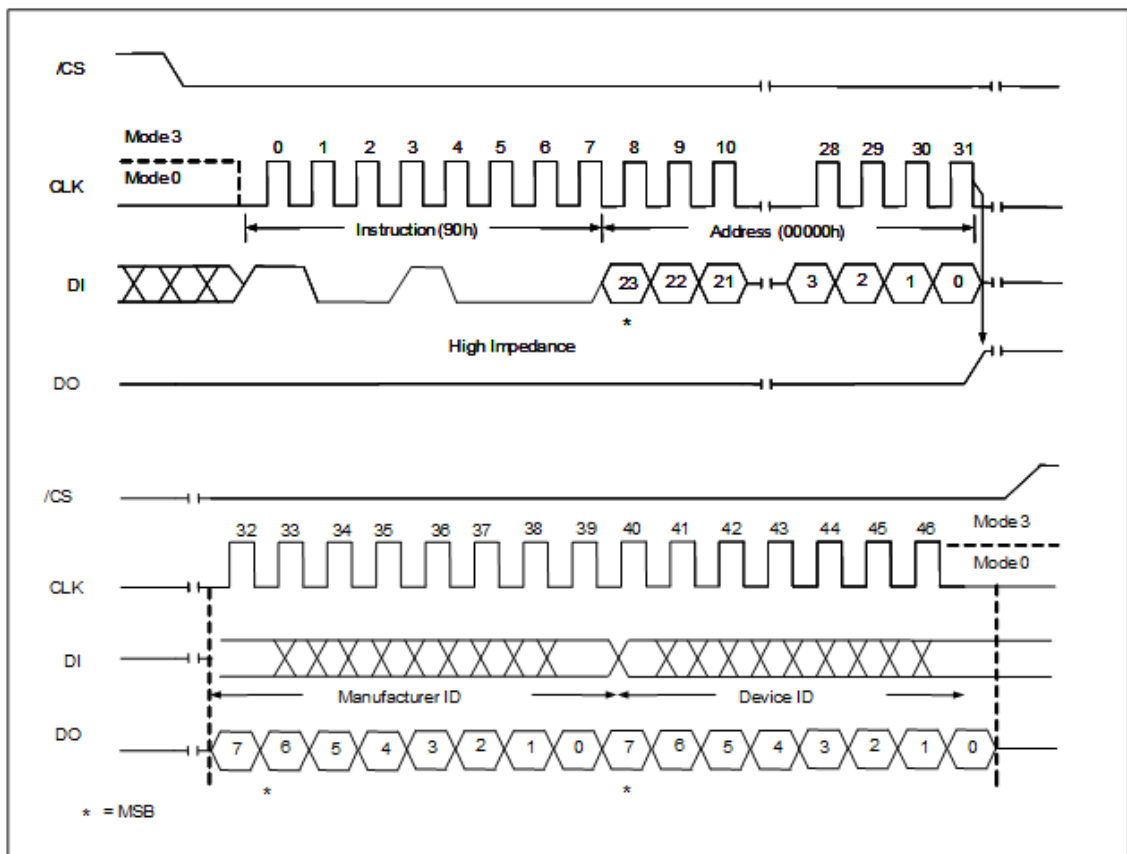 /CS
Mode 3
0 1 2 3 4 5 6 7 8 9 10 28 29 30 31
Mode 0
CLK
Instruction (90h) Address (00000h)
DI 23 22 21 3 2 1 0
*
High Impedance
DO
/CS
32 33 34 35 36 37 38 39 40 41 42 43 44 45 46 Mode 3
Mode 0
CLK
DI
Manufacturer ID Device ID
DO 7 6 5 4 3 2 1 0 7 6 5 4 3 2 1 0
* *
* = MSB